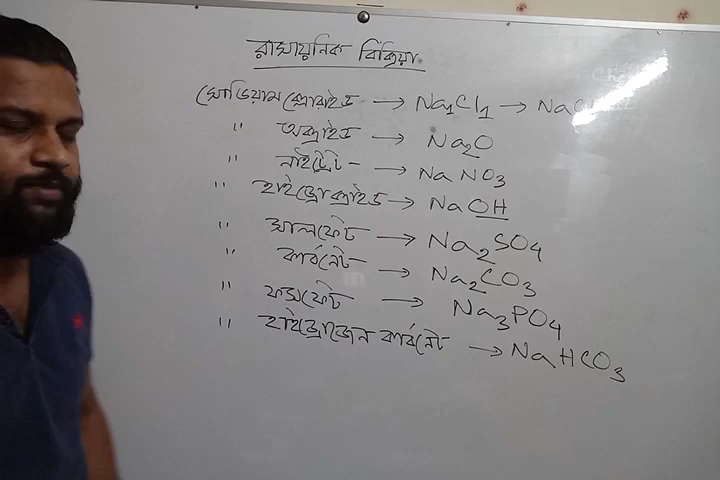 রাসায়নিক বিক্রিয়া
সোডিয়াম ক্লোরাইড → Na₁Cl₁ → NaCl
" অক্সাইড → Na₂O
" নাইট্রেট → NaNO₃
" হাইড্রোক্সাইড → NaOH
" সালফেট → Na₂SO₄
" কার্বনেট → Na₂CO₃
" ফসফেট → Na₃PO₄
" হাইড্রোজেন কার্বনেট → NaHCO₃